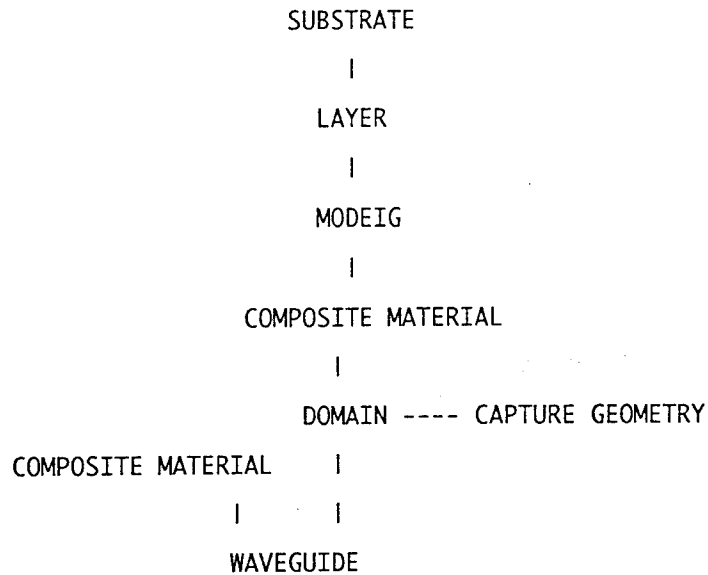 SUBSTRATE
|
LAYER
|
MODEIG
|
COMPOSITE MATERIAL
|
DOMAIN ---- CAPTURE GEOMETRY
COMPOSITE MATERIAL |
| |
WAVEGUIDE